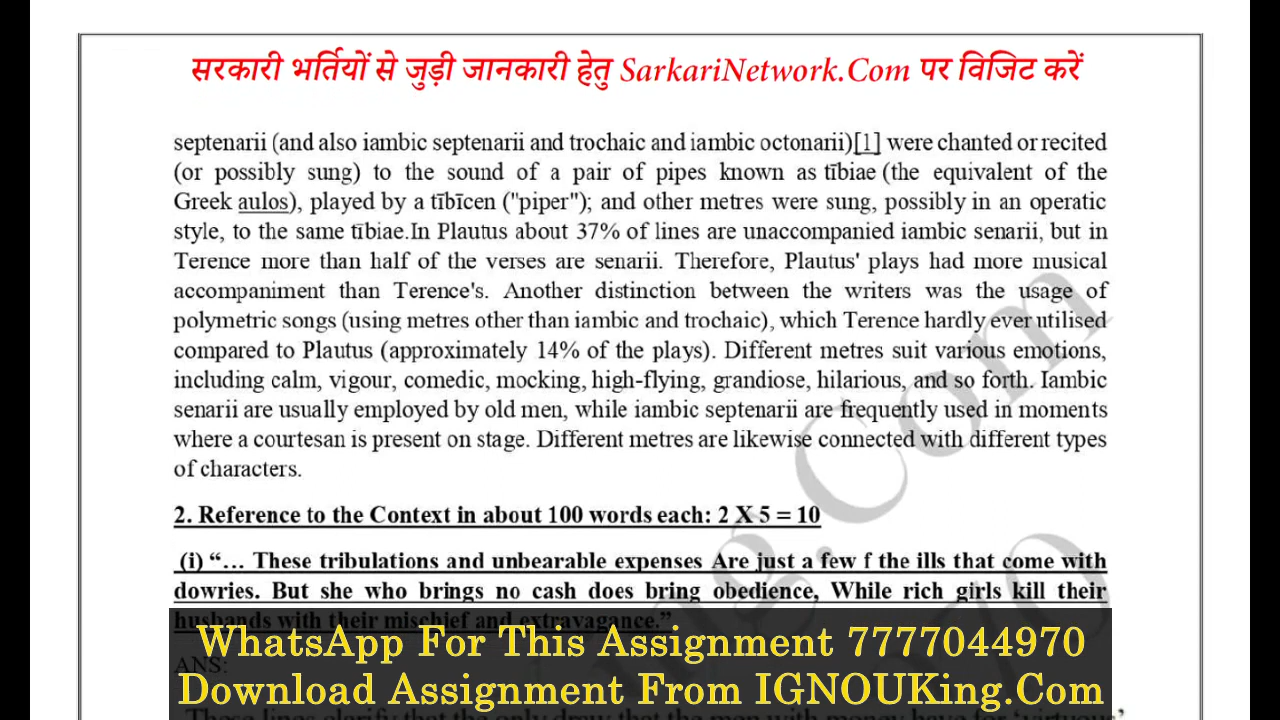 सरकारी भर्तियों से जुड़ी जानकारी हेतु SarkariNetwork.Com पर विजिट करें
septenarii (and also iambic septenarii and trochaic and iambic octonarii)[1] were chanted or recited
(or possibly sung) to the sound of a pair of pipes known as tībiae (the equivalent of the
Greek aulos), played by a tībīcen ("piper"); and other metres were sung, possibly in an operatic
style, to the same tībiae.In Plautus about 37% of lines are unaccompanied iambic senarii, but in
Terence more than half of the verses are senarii. Therefore, Plautus' plays had more musical
accompaniment than Terence's. Another distinction between the writers was the usage of
polymetric songs (using metres other than iambic and trochaic), which Terence hardly ever utilised
compared to Plautus (approximately 14% of the plays). Different metres suit various emotions,
including calm, vigour, comedic, mocking, high-flying, grandiose, hilarious, and so forth. Iambic
senarii are usually employed by old men, while iambic septenarii are frequently used in moments
where a courtesan is present on stage. Different metres are likewise connected with different types
of characters.
2. Reference to the Context in about 100 words each: 2 X 5 = 10
(i) “… These tribulations and unbearable expenses Are just a few f the ills that come with
dowries. But she who brings no cash does bring obedience, While rich girls kill their
husbands with their mischief and extravagance.”
WhatsApp For This Assignment 7777044970
ANS:
Download Assignment From IGNOUKing.Com